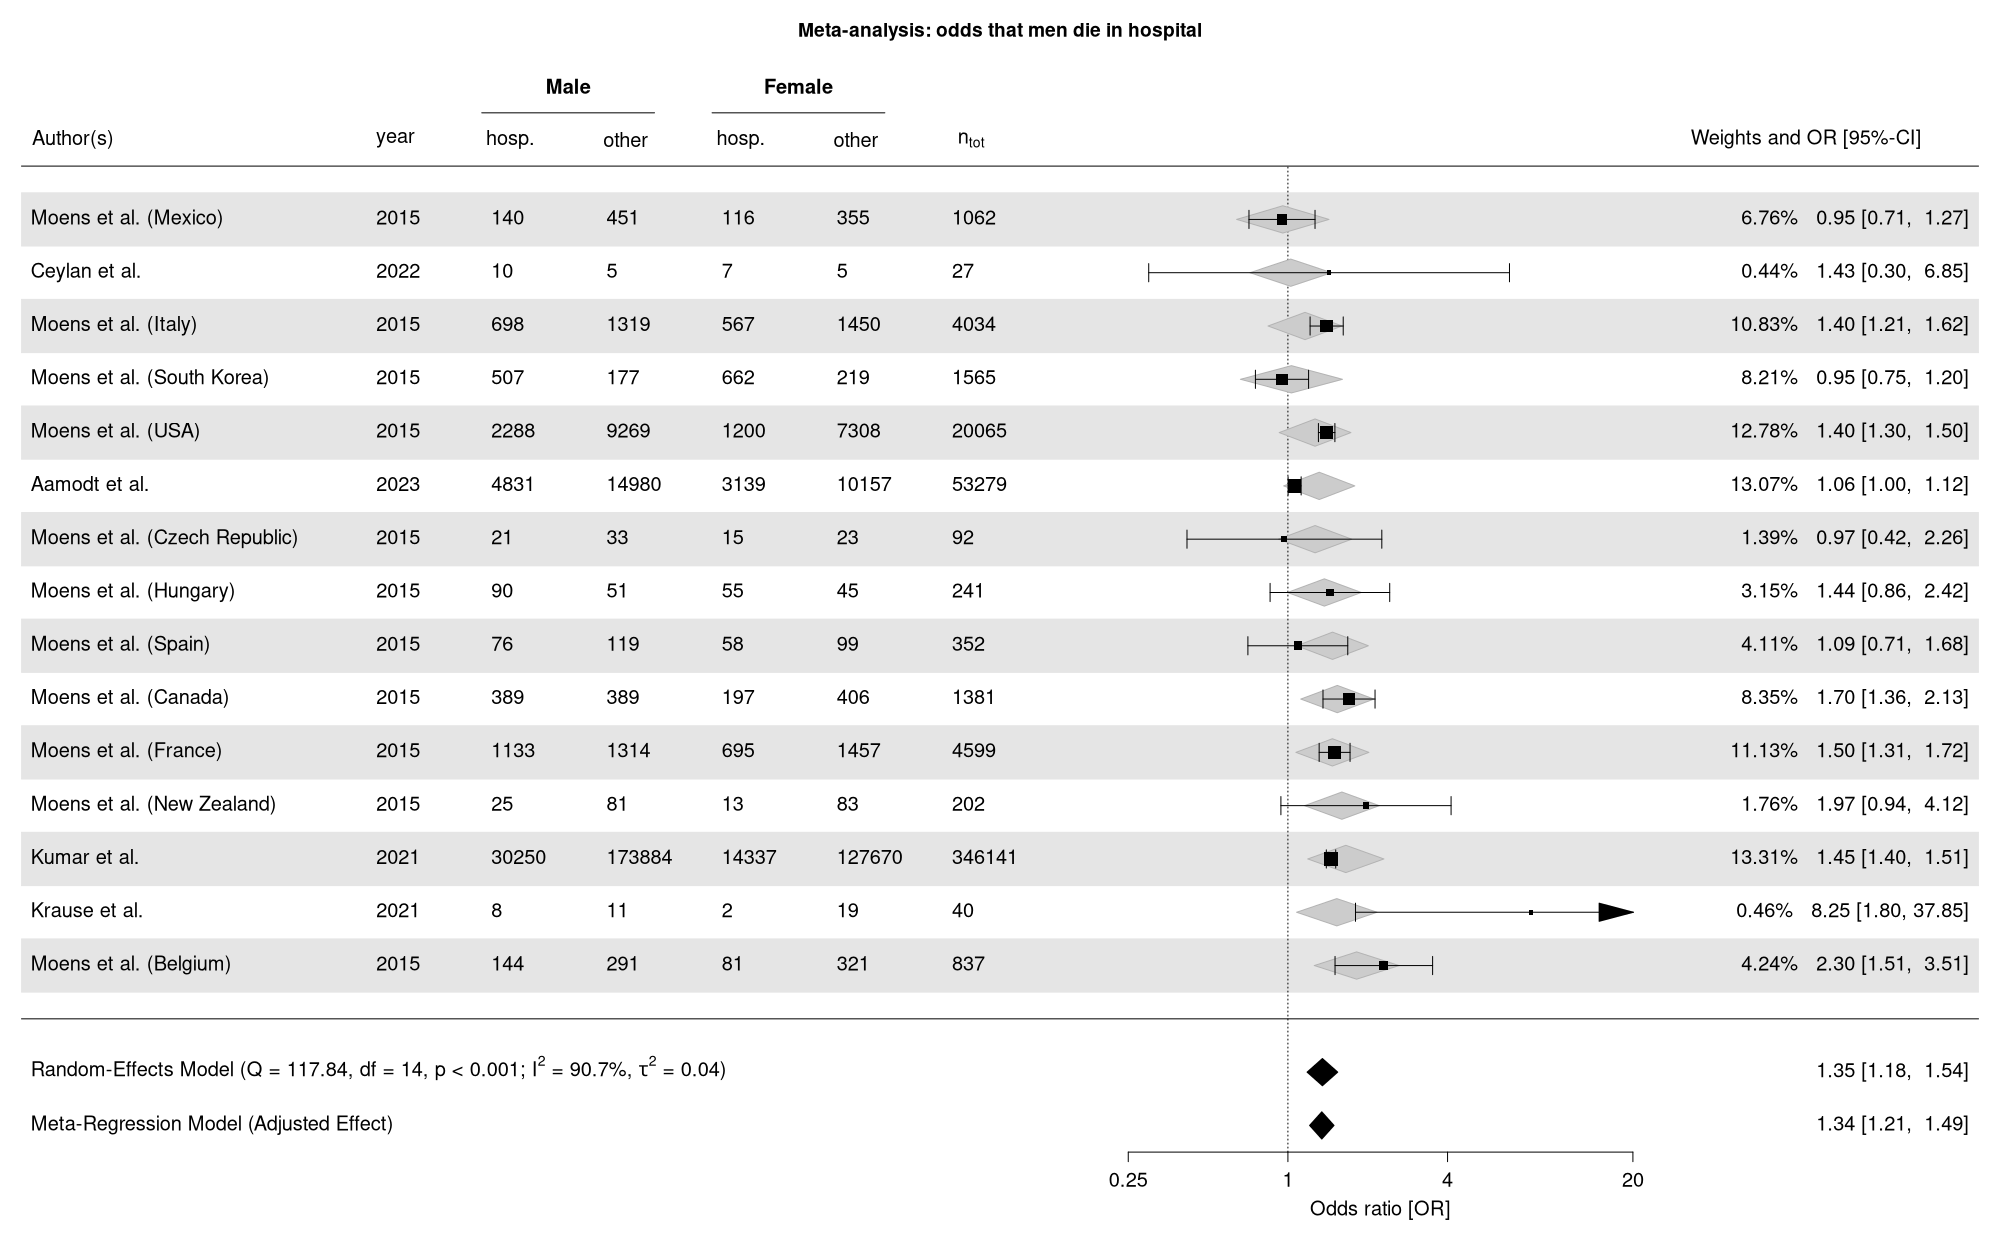 Meta-analysis: odds that men die in hospital
Male Female
Author(s) year hosp. other hosp. other ntot Weights and OR [95%-CI]
Moens et al. (Mexico) 2015 140 451 116 355 1062 6.76% 0.95 [0.71, 1.27]
Ceylan et al. 2022 10 5 7 5 27 0.44% 1.43 [0.30, 6.85]
Moens et al. (Italy) 2015 698 1319 567 1450 4034 10.83% 1.40 [1.21, 1.62]
Moens et al. (South Korea) 2015 507 177 662 219 1565 8.21% 0.95 [0.75, 1.20]
Moens et al. (USA) 2015 2288 9269 1200 7308 20065 12.78% 1.40 [1.30, 1.50]
Aamodt et al. 2023 4831 14980 3139 10157 53279 13.07% 1.06 [1.00, 1.12]
Moens et al. (Czech Republic) 2015 21 33 15 23 92 1.39% 0.97 [0.42, 2.26]
Moens et al. (Hungary) 2015 90 51 55 45 241 3.15% 1.44 [0.86, 2.42]
Moens et al. (Spain) 2015 76 119 58 99 352 4.11% 1.09 [0.71, 1.68]
Moens et al. (Canada) 2015 389 389 197 406 1381 8.35% 1.70 [1.36, 2.13]
Moens et al. (France) 2015 1133 1314 695 1457 4599 11.13% 1.50 [1.31, 1.72]
Moens et al. (New Zealand) 2015 25 81 13 83 202 1.76% 1.97 [0.94, 4.12]
Kumar et al. 2021 30250 173884 14337 127670 346141 13.31% 1.45 [1.40, 1.51]
Krause et al. 2021 8 11 2 19 40 0.46% 8.25 [1.80, 37.85]
Moens et al. (Belgium) 2015 144 291 81 321 837 4.24% 2.30 [1.51, 3.51]
Random-Effects Model (Q = 117.84, df = 14, p < 0.001; I² = 90.7%, τ² = 0.04) 1.35 [1.18, 1.54]
Meta-Regression Model (Adjusted Effect) 1.34 [1.21, 1.49]
0.25 1 4 20
Odds ratio [OR]